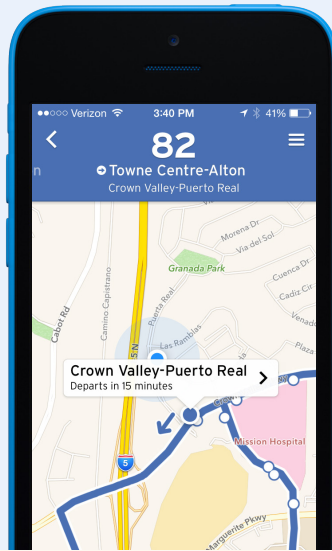 Verizon 3:40 PM 41%
82
n Towne Centre-Alton
Crown Valley-Puerto Real
Morena Dr
Via del Sol
Granada Park
Cuenca Dr
Cadiz Cir
Camino Capistrano
Puerta Real
Cabot Rd
Las Ramblas
Plaza
5 N
Crown Valley-Puerto Real
Departs in 15 minutes
Mission Hospital
5
Marguerite Pkwy